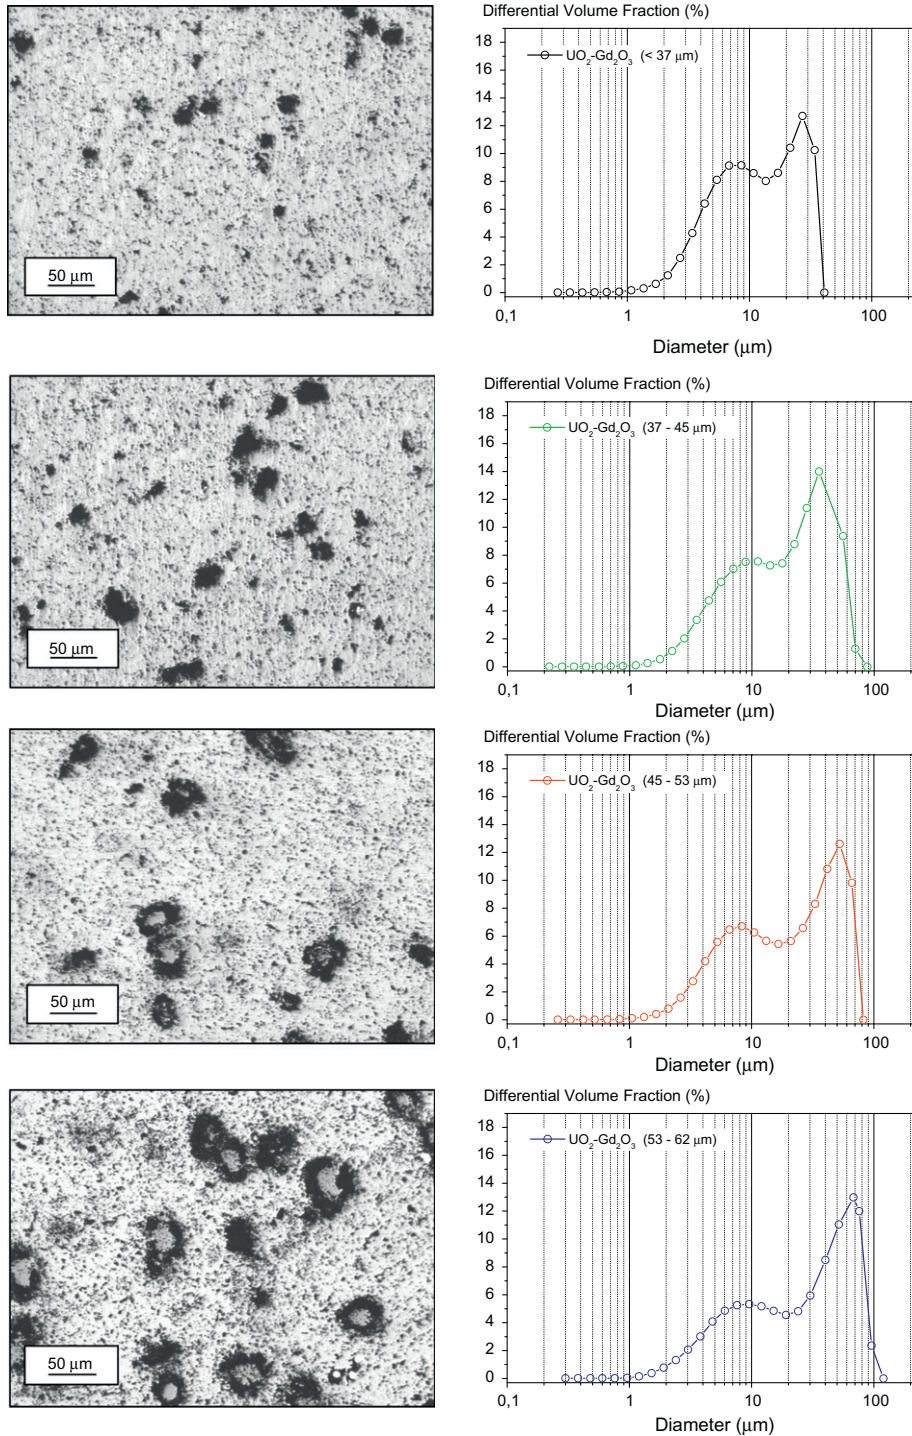 Differential Volume Fraction (%)
18
UO₂-Gd₂O₃ (< 37 μm)
16
14
12
10
8
6
4
2
0
50 μm
0,1 1 10 100
Diameter (μm)
Differential Volume Fraction (%)
18
UO₂-Gd₂O₃ (37 - 45 μm)
16
14
12
10
8
6
4
2
0
50 μm
0,1 1 10 100
Diameter (μm)
Differential Volume Fraction (%)
18
UO₂-Gd₂O₃ (45 - 53 μm)
16
14
12
10
8
6
4
2
0
50 μm
0,1 1 10 100
Diameter (μm)
Differential Volume Fraction (%)
18
UO₂-Gd₂O₃ (53 - 62 μm)
16
14
12
10
8
6
4
2
0
50 μm
0,1 1 10 100
Diameter (μm)